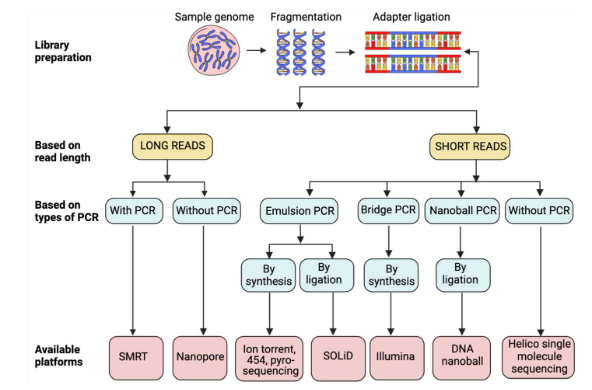 Sample genome
Fragmentation
Adapter ligation
Library
preparation
Based on
read length
LONG READS
SHORT READS
Based on
types of PCR
With PCR
Without PCR
Emulsion PCR
Bridge PCR
Nanoball PCR
Without PCR
By
synthesis
By
ligation
By
synthesis
By
ligation
Available
platforms
SMRT
Nanopore
Ion torrent,
454, pyro-
sequencing
SOLiD
Illumina
DNA
nanoball
Helico single
molecule
sequencing